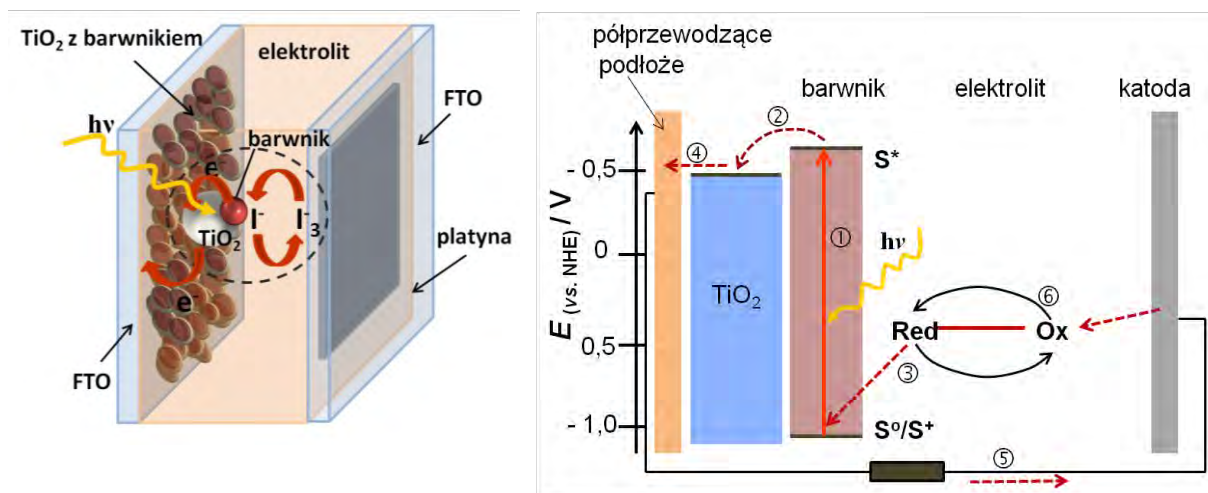 TiO2 z barwnikiem
elektrolit
FTO
hν
barwnik
e-
I-
I-3
TiO2
platyna
e-
FTO
półprzewodzące
podłoże
barwnik
elektrolit
katoda
②
④
S*
- 0,5
①
hν
0
E (vs. NHE) / V
TiO2
⑥
Red
Ox
0,5
③
- 1,0
So/S+
⑤